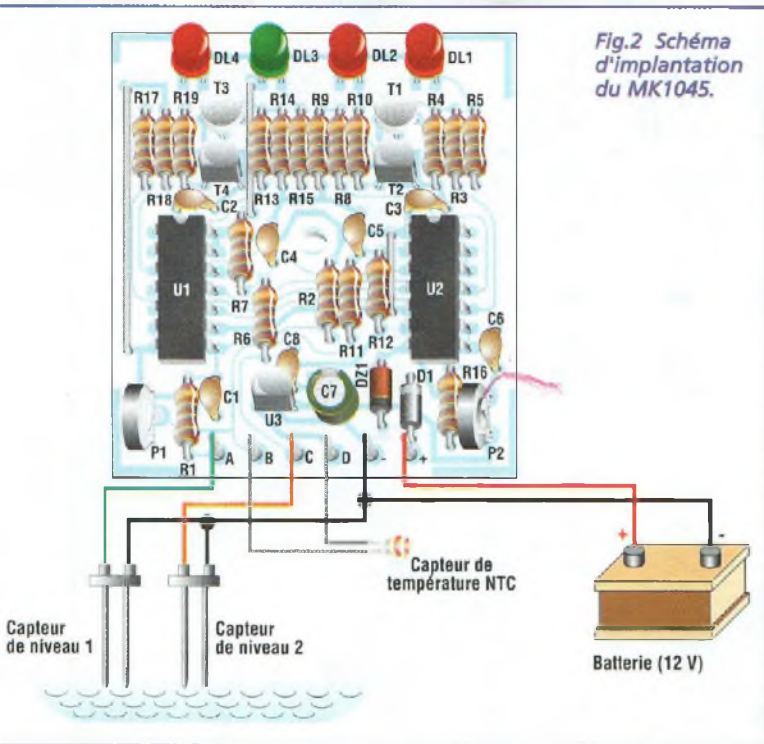 Fig.2 Schéma
d'implantation
du MK1045.
DL4 DL3 DL2 DL1
T3 T1
R17 R19 R14 R9 R10 R4 R5
T4 T2
R18 C2 R13 R15 R8 C3 R3
C4 C5
U1 R7 R2 R12 U2
R6 R11 C6
C8 DZ1 D1 R16
C1 C7
U3
P1 R1 P2
A B C D - +
+ -
Capteur de
température NTC
Capteur
de niveau 1
Capteur
de niveau 2
Batterie (12 V)